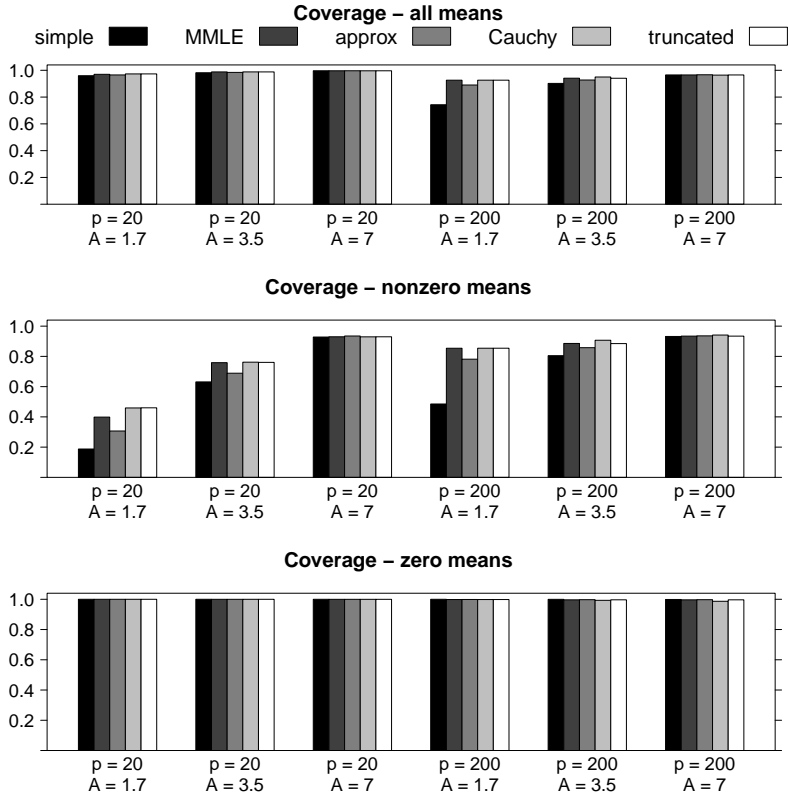 Coverage – all means
simple MMLE approx Cauchy truncated
1.0
0.8
0.6
0.4
0.2
p = 20 p = 20 p = 20 p = 200 p = 200 p = 200
A = 1.7 A = 3.5 A = 7 A = 1.7 A = 3.5 A = 7
Coverage – nonzero means
1.0
0.8
0.6
0.4
0.2
p = 20 p = 20 p = 20 p = 200 p = 200 p = 200
A = 1.7 A = 3.5 A = 7 A = 1.7 A = 3.5 A = 7
Coverage – zero means
1.0
0.8
0.6
0.4
0.2
p = 20 p = 20 p = 20 p = 200 p = 200 p = 200
A = 1.7 A = 3.5 A = 7 A = 1.7 A = 3.5 A = 7